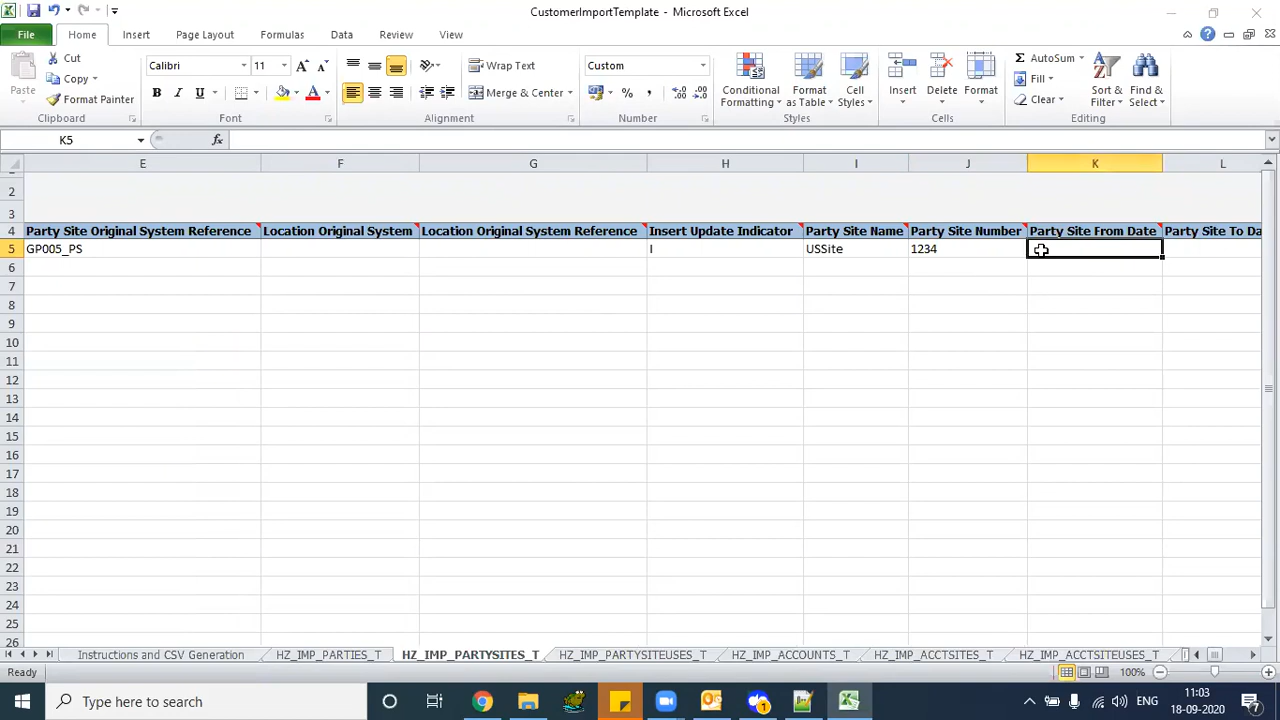 CustomerImportTemplate - Microsoft Excel
File Home Insert Page Layout Formulas Data Review View
Cut
Copy
Format Painter
Paste
Clipboard
Calibri 11
B I U
Font
Wrap Text
Merge & Center
Alignment
Custom
% ,
Number
Conditional Formatting
Format as Table
Cell Styles
Styles
Insert
Delete
Format
Cells
AutoSum
Fill
Clear
Sort & Filter
Find & Select
Editing
K5 fx
E F G H I J K L
2
3
4 Party Site Original System Reference Location Original System Location Original System Reference Insert Update Indicator Party Site Name Party Site Number Party Site From Date Party Site To Da
5 GP005_PS I USSite 1234
6
7
8
9
10
11
12
13
14
15
16
17
18
19
20
21
22
23
24
25
26
Instructions and CSV Generation HZ_IMP_PARTIES_T HZ_IMP_PARTYSITES_T HZ_IMP_PARTYSITEUSES_T HZ_IMP_ACCOUNTS_T HZ_IMP_ACCTSITES_T HZ_IMP_ACCTSITEUSES_T
Ready 100%
Type here to search
1
ENG
11:03
18-09-2020
7